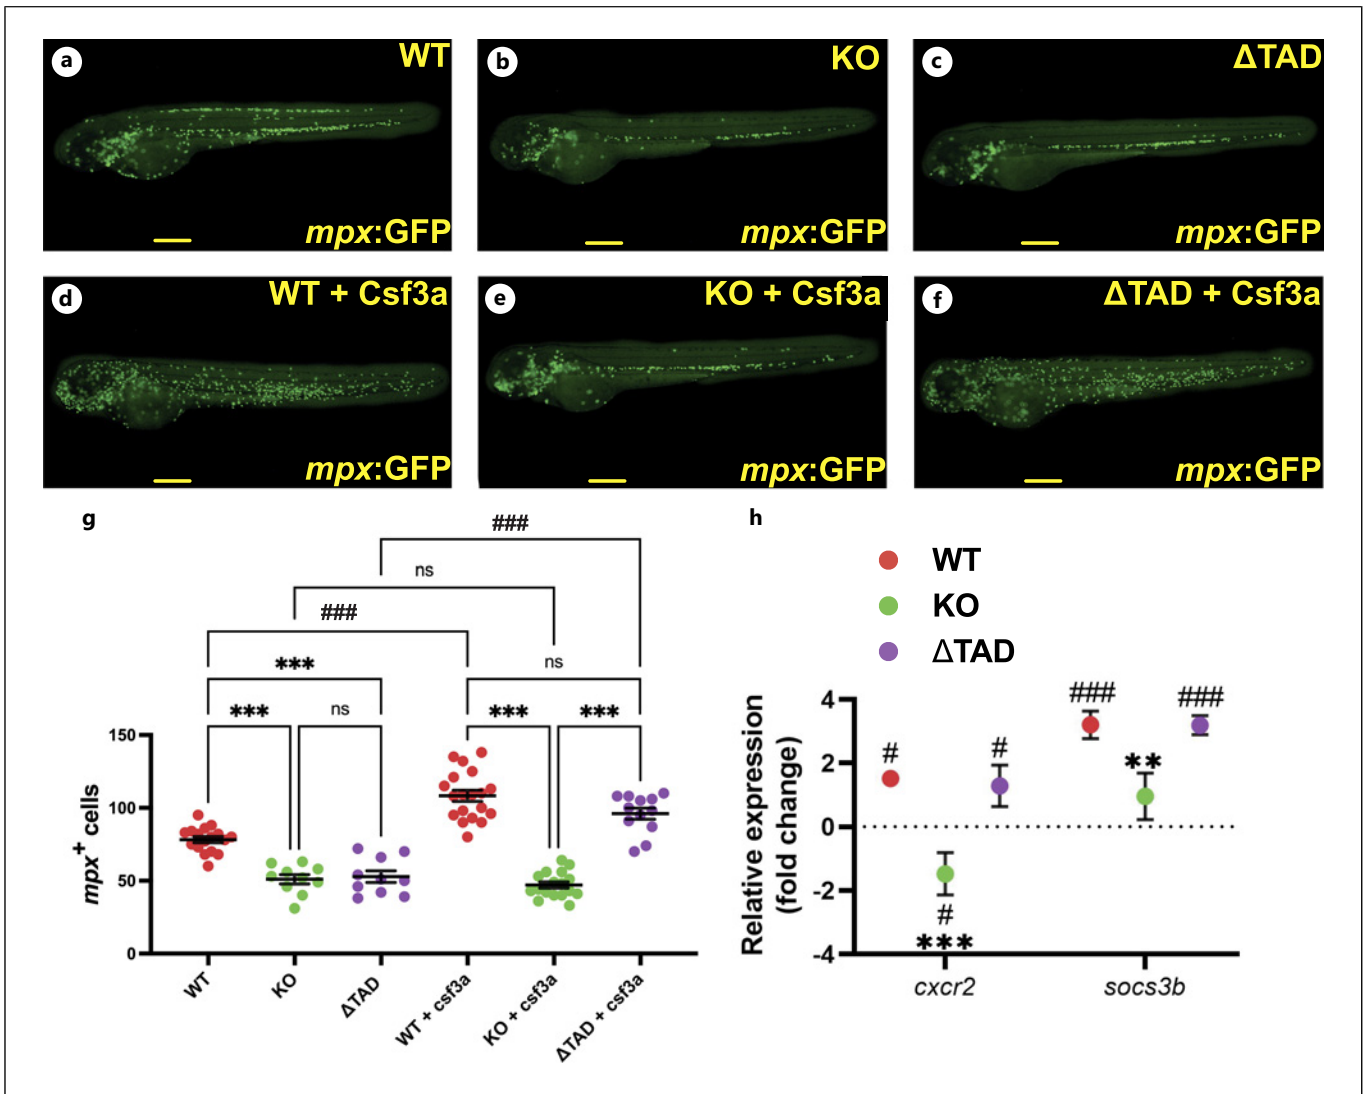 a WT
mpx:GFP
b KO
mpx:GFP
c ΔTAD
mpx:GFP
d WT + Csf3a
mpx:GFP
e KO + Csf3a
mpx:GFP
f ΔTAD + Csf3a
mpx:GFP
g
###
ns
###
*** ns
*** ns *** ***
150
100
50
0
mpx+ cells
WT
KO
ΔTAD
WT + csf3a
KO + csf3a
ΔTAD + csf3a
h
WT
KO
ΔTAD
Relative expression
(fold change)
4
2
0
-2
-4
# # ### ###
**
#
***
cxcr2 socs3b